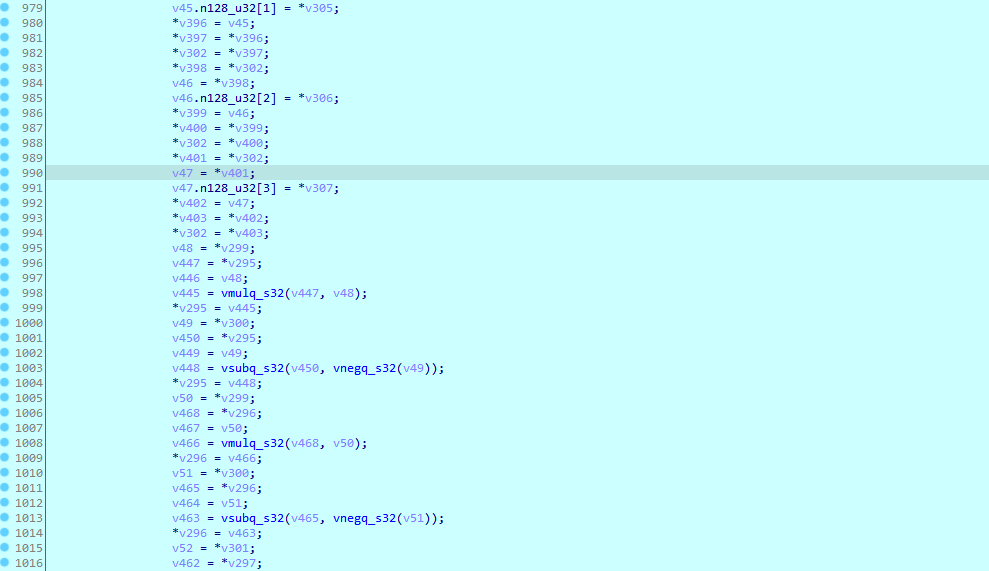 979 v45.n128_u32[1] = *v305;
980 *v396 = v45;
981 *v397 = *v396;
982 *v302 = *v397;
983 *v398 = *v302;
984 v46 = *v398;
985 v46.n128_u32[2] = *v306;
986 *v399 = v46;
987 *v400 = *v399;
988 *v302 = *v400;
989 *v401 = *v302;
990 v47 = *v401;
991 v47.n128_u32[3] = *v307;
992 *v402 = v47;
993 *v403 = *v402;
994 *v302 = *v403;
995 v48 = *v299;
996 v447 = *v295;
997 v446 = v48;
998 v445 = vmulq_s32(v447, v48);
999 *v295 = v445;
1000 v49 = *v300;
1001 v450 = *v295;
1002 v449 = v49;
1003 v448 = vsubq_s32(v450, vnegq_s32(v49));
1004 *v295 = v448;
1005 v50 = *v299;
1006 v468 = *v296;
1007 v467 = v50;
1008 v466 = vmulq_s32(v468, v50);
1009 *v296 = v466;
1010 v51 = *v300;
1011 v465 = *v296;
1012 v464 = v51;
1013 v463 = vsubq_s32(v465, vnegq_s32(v51));
1014 *v296 = v463;
1015 v52 = *v301;
1016 v462 = *v297;